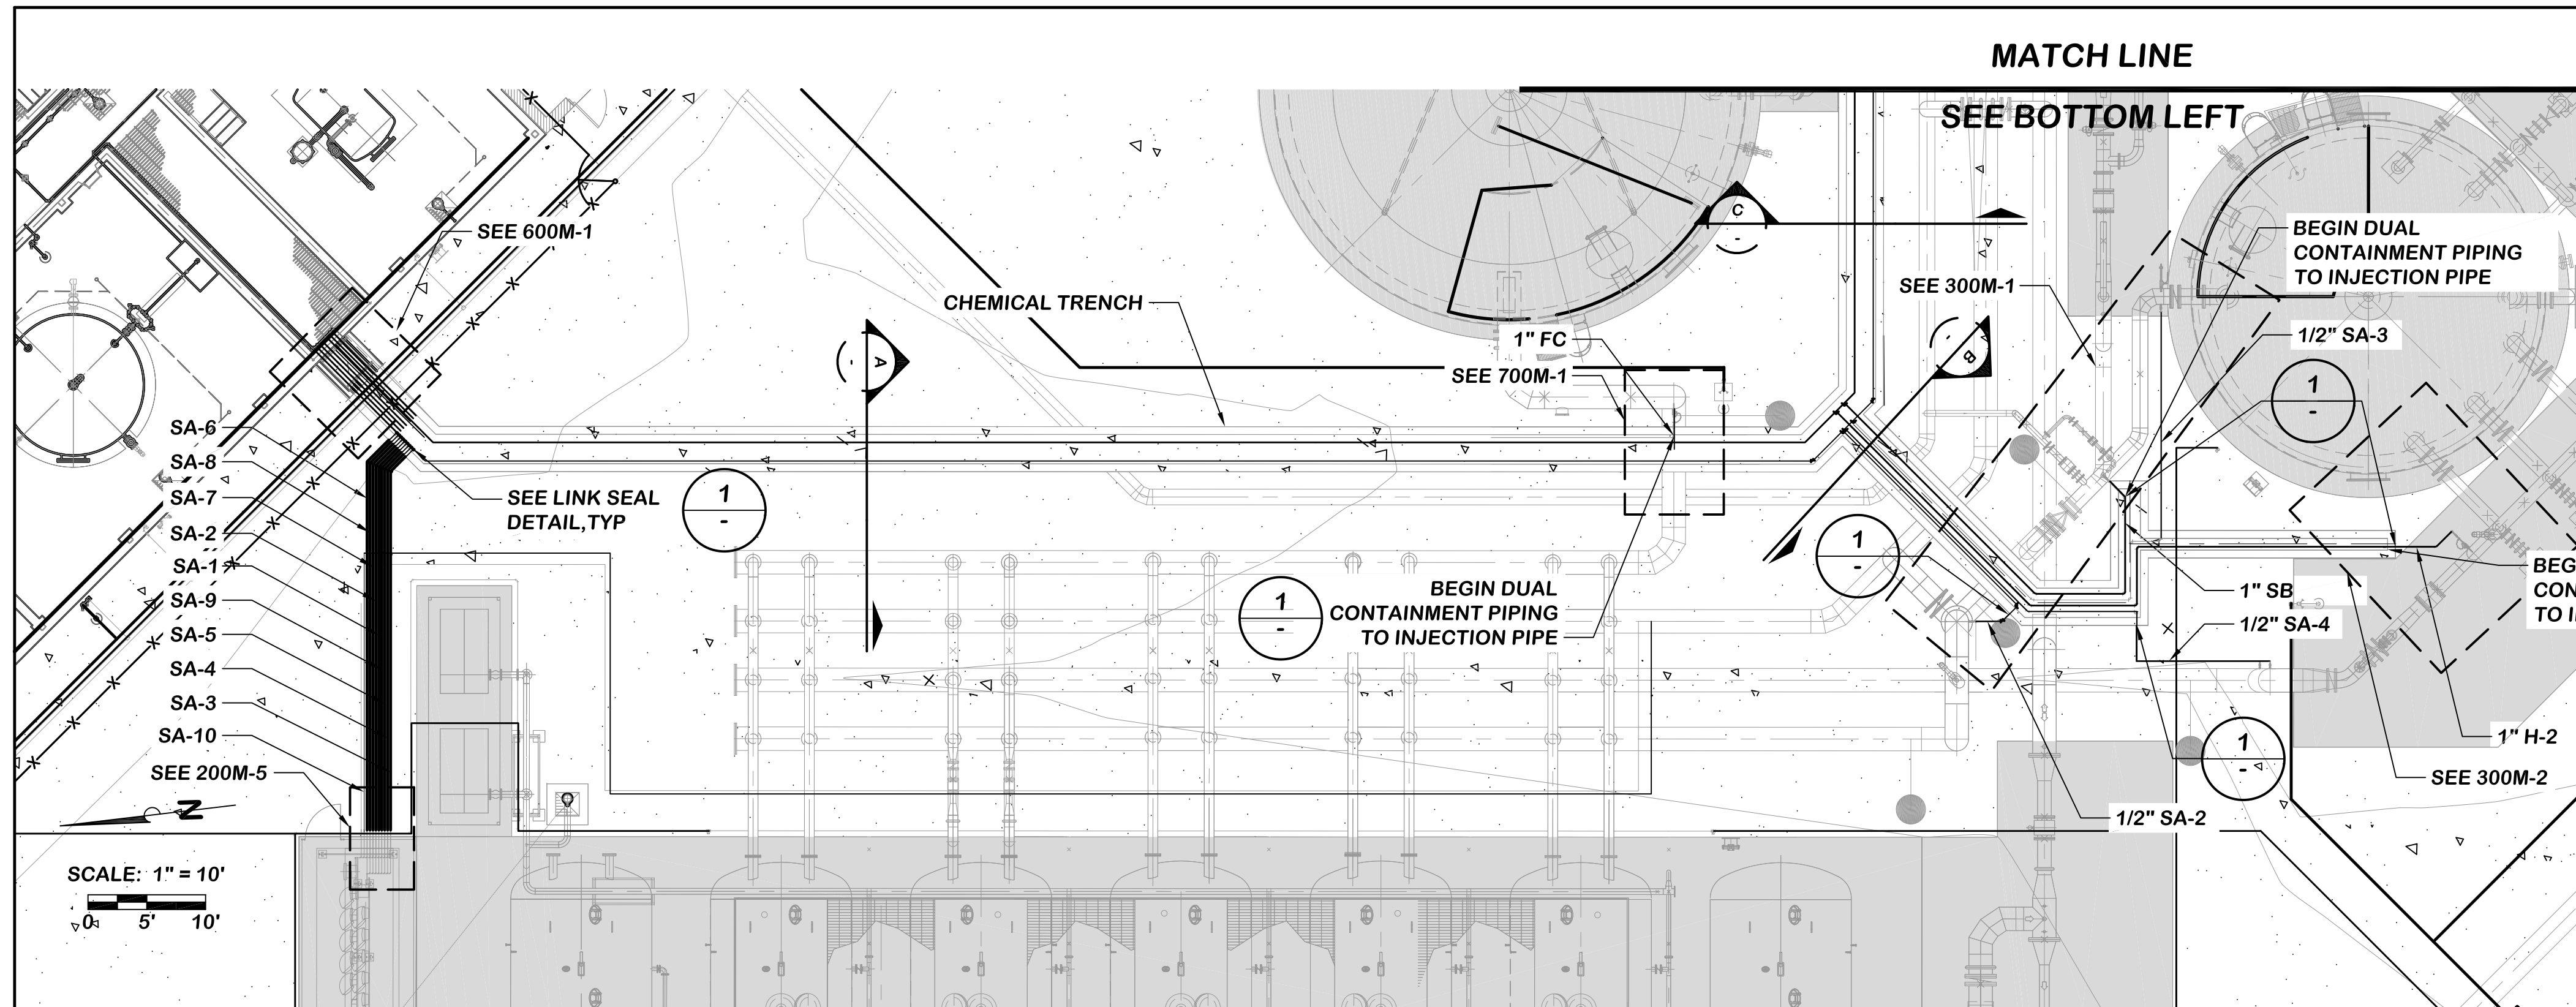 MATCH LINE
SEE BOTTOM LEFT
SEE 600M-1
C
-
BEGIN DUAL
CONTAINMENT PIPING
TO INJECTION PIPE
SEE 300M-1
CHEMICAL TRENCH
1" FC
SEE 700M-1
A
-
B
-
1/2" SA-3
1
-
SA-6
SA-8
SA-7
SA-2
SA-1
SA-9
SA-5
SA-4
SA-3
SA-10
SEE 200M-5
SEE LINK SEAL
DETAIL,TYP
1
-
1
-
BEGIN DUAL
CONTAINMENT PIPING
TO INJECTION PIPE
1
-
1" SB
1/2" SA-4
BEG
CON
TO I
1
-
1" H-2
SEE 300M-2
1/2" SA-2
N
SCALE: 1" = 10'
0 5' 10'